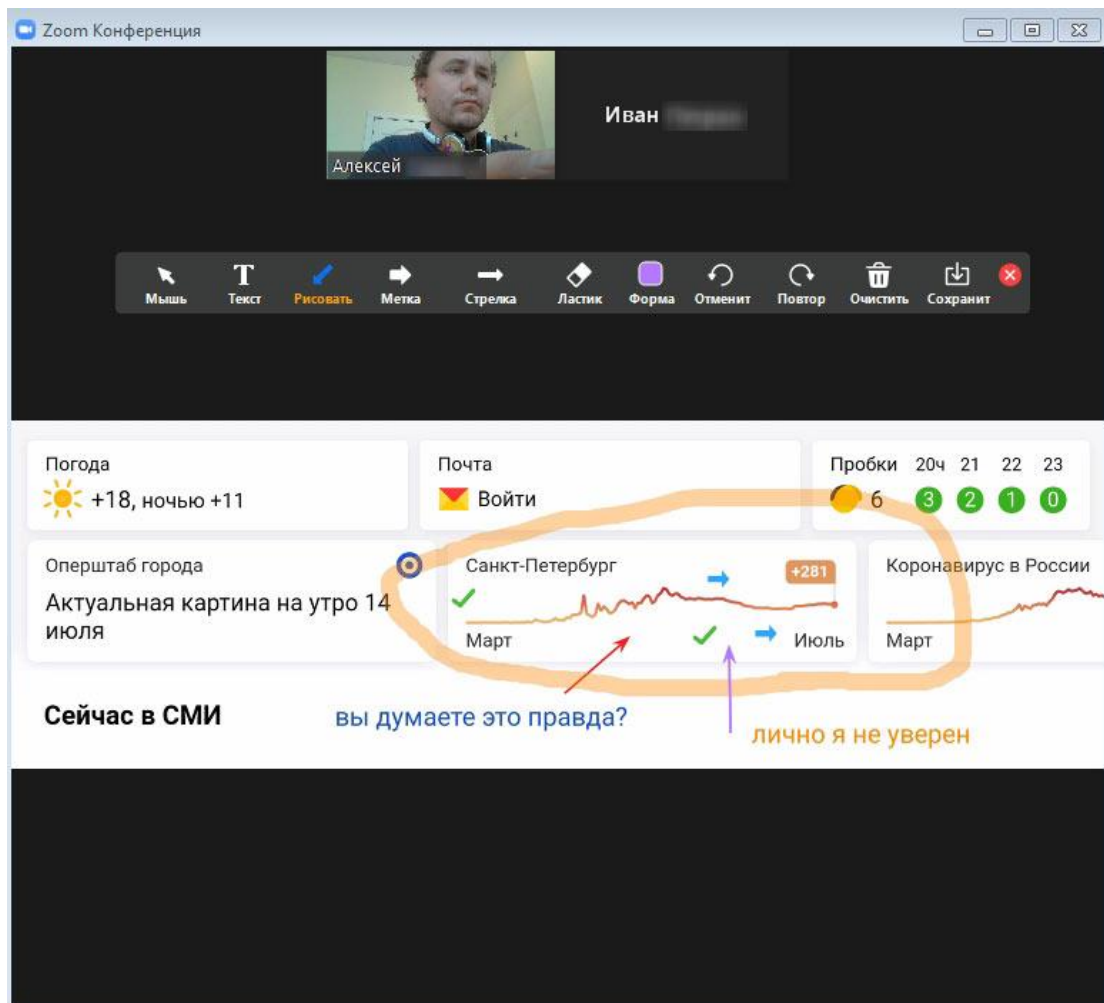 Zoom Конференция
Иван
Алексей
Мышь
T
Текст
Рисовать
Метка
Стрелка
Ластик
Форма
Отменит
Повтор
Очистить
Сохранит
Погода
+18, ночью +11
Почта
Войти
Пробки 20ч 21 22 23
6 3 2 1 0
Оперштаб города
Актуальная картина на утро 14
июля
Санкт-Петербург
+281
Март
Июль
Коронавирус в России
Март
Сейчас в СМИ
вы думаете это правда?
лично я не уверен